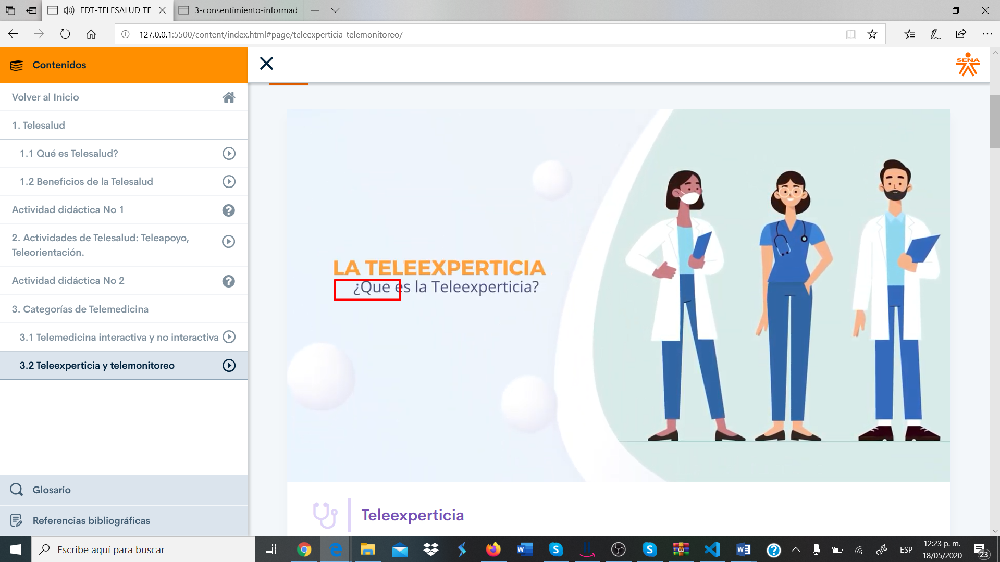 EDT-TELESALUD TE
3-consentimiento-informad
127.0.0.1:5500/content/index.html#page/teleexperticia-telemonitoreo/
Contenidos
SENA
Volver al Inicio
1. Telesalud
1.1 Qué es Telesalud?
1.2 Beneficios de la Telesalud
Actividad didáctica No 1
2. Actividades de Telesalud: Teleapoyo,
Teleorientación.
Actividad didáctica No 2
3. Categorías de Telemedicina
3.1 Telemedicina interactiva y no interactiva
3.2 Teleexperticia y telemonitoreo
Glosario
Referencias bibliográficas
LA TELEEXPERTICIA
¿Que es la Teleexperticia?
Teleexperticia
Escribe aquí para buscar
ESP
12:23 p. m.
18/05/2020
23